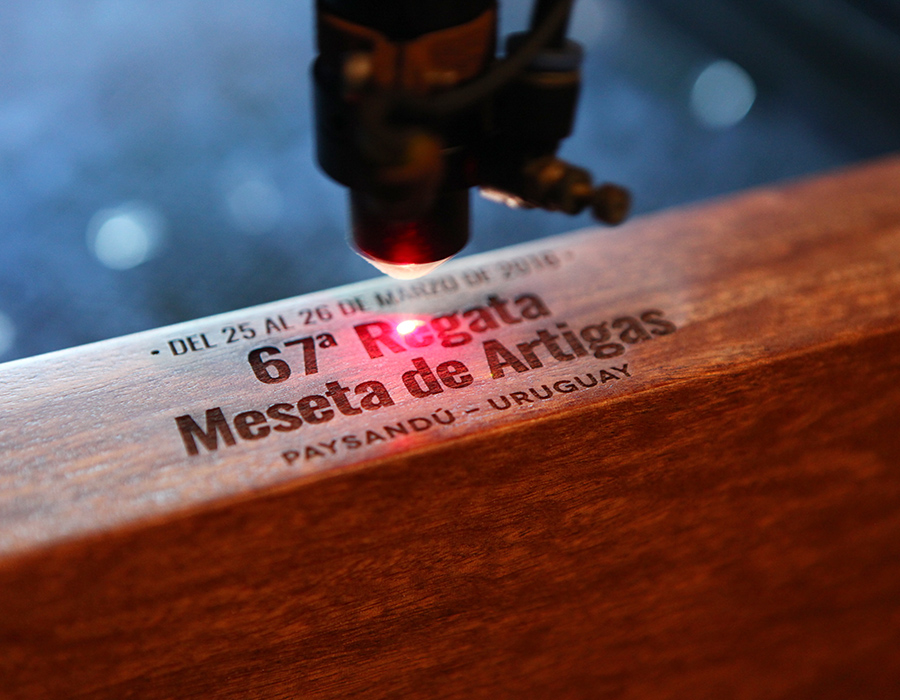 • DEL 25 AL 26 DE MARZO DE 2016 •
67ª Regata
Meseta de Artigas
PAYSANDÚ - URUGUAY